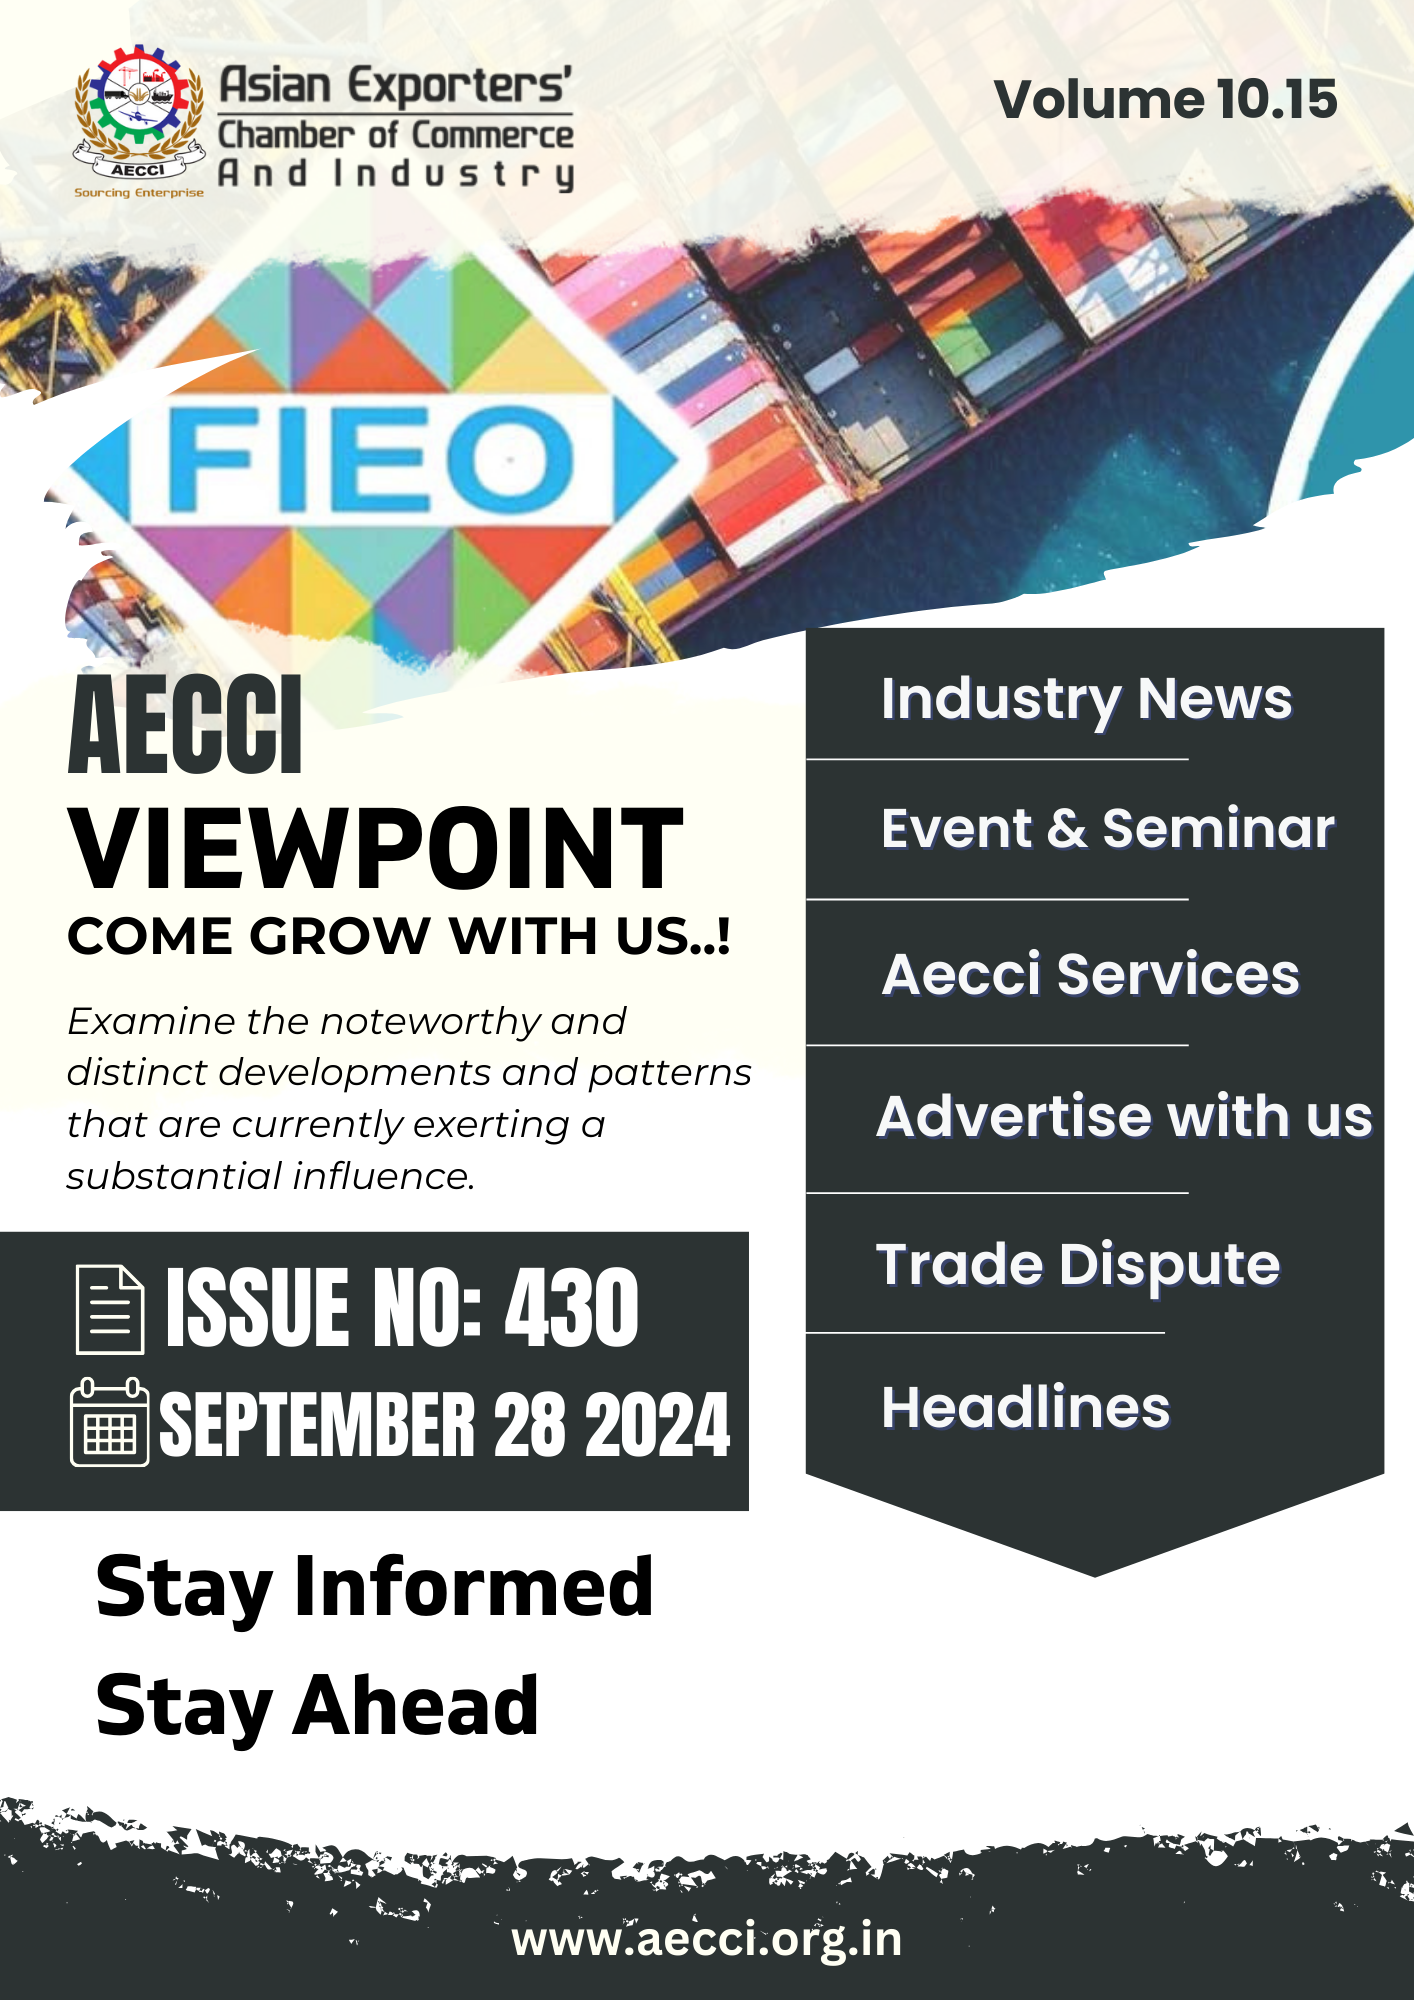 AECCI
Sourcing Enterprise
Asian Exporters'
Chamber of Commerce
And Industry
Volume 10.15
FIEO
AECCI
VIEWPOINT
COME GROW WITH US..!
Examine the noteworthy and
distinct developments and patterns
that are currently exerting a
substantial influence.
ISSUE NO: 430
SEPTEMBER 28 2024
Stay Informed
Stay Ahead
Industry News
Event & Seminar
Aecci Services
Advertise with us
Trade Dispute
Headlines
www.aecci.org.in